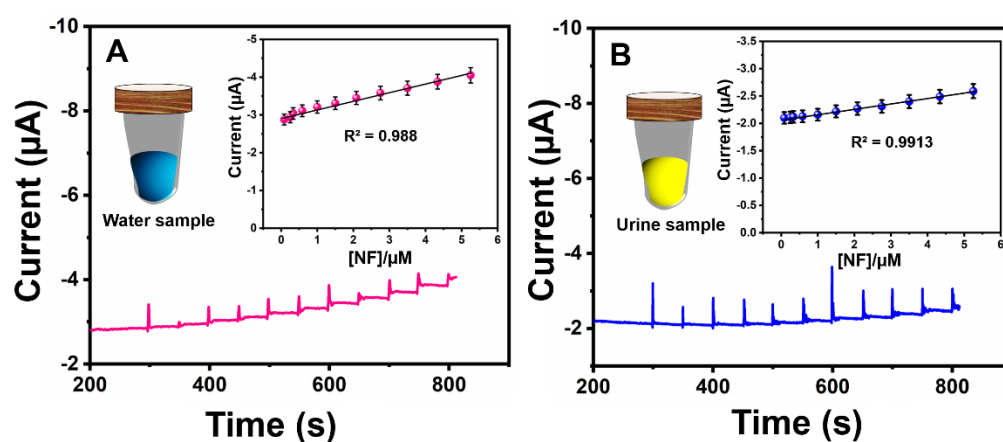 A
Water sample
R² = 0.988
Current (µA)
-5
-4
-3
-2
-1
0
0 1 2 3 4 5 6
[NF]/µM
Current (µA)
-10
-8
-6
-4
-2
200 400 600 800
Time (s)
B
Urine sample
R² = 0.9913
Current (µA)
-3.5
-3.0
-2.5
-2.0
-1.5
-1.0
-0.5
0.0
0 1 2 3 4 5 6
[NF]/µM
Current (µA)
-10
-8
-6
-4
-2
200 400 600 800
Time (s)